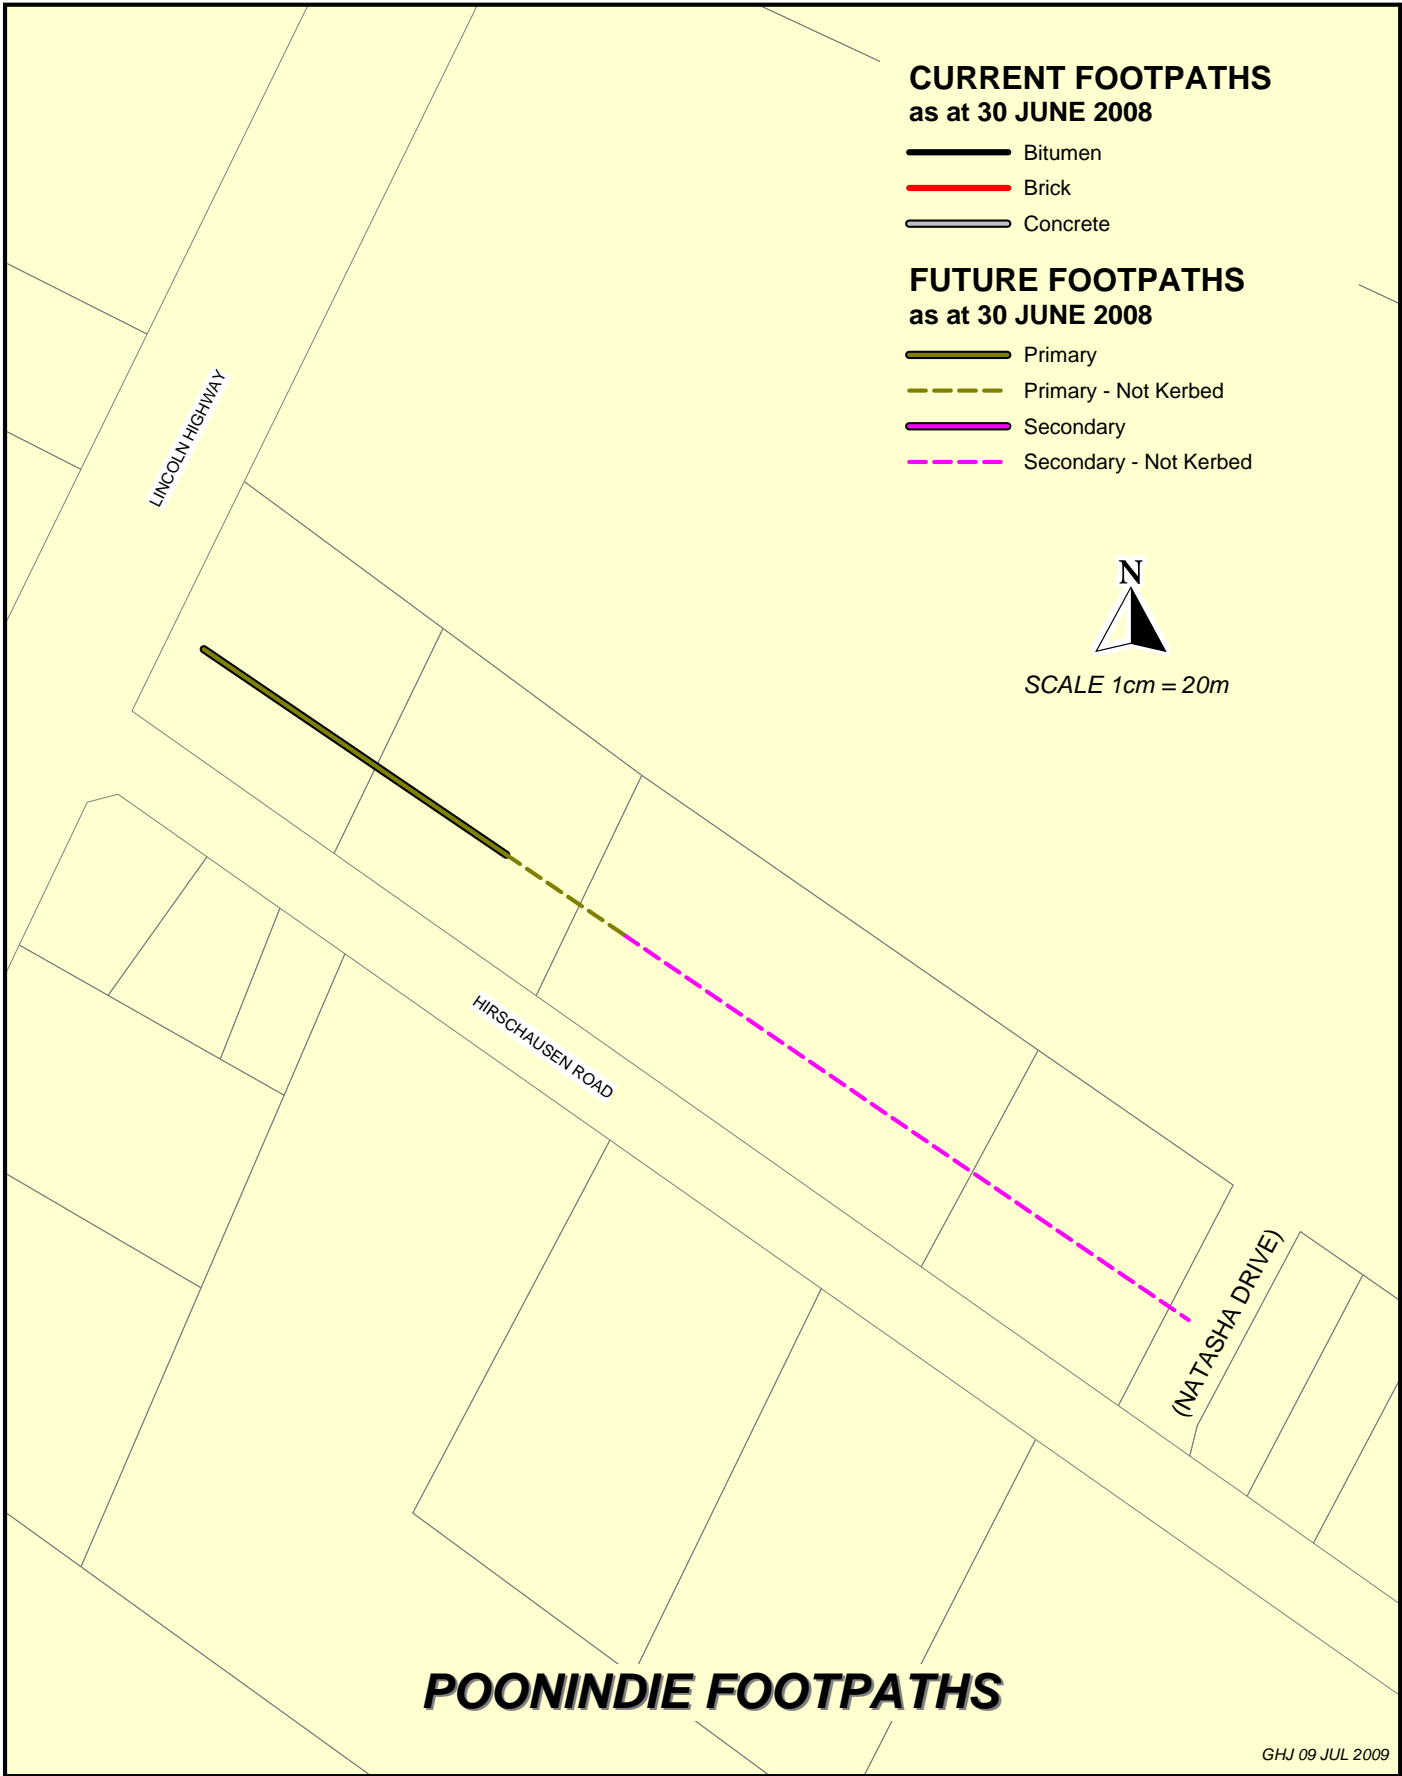 CURRENT FOOTPATHS
as at 30 JUNE 2008
Bitumen
Brick
Concrete
FUTURE FOOTPATHS
as at 30 JUNE 2008
Primary
Primary - Not Kerbed
Secondary
Secondary - Not Kerbed
LINCOLN HIGHWAY
N
SCALE 1cm = 20m
HIRSCHAUSEN ROAD
(NATASHA DRIVE)
POONINDIE FOOTPATHS
GHJ 09 JUL 2009